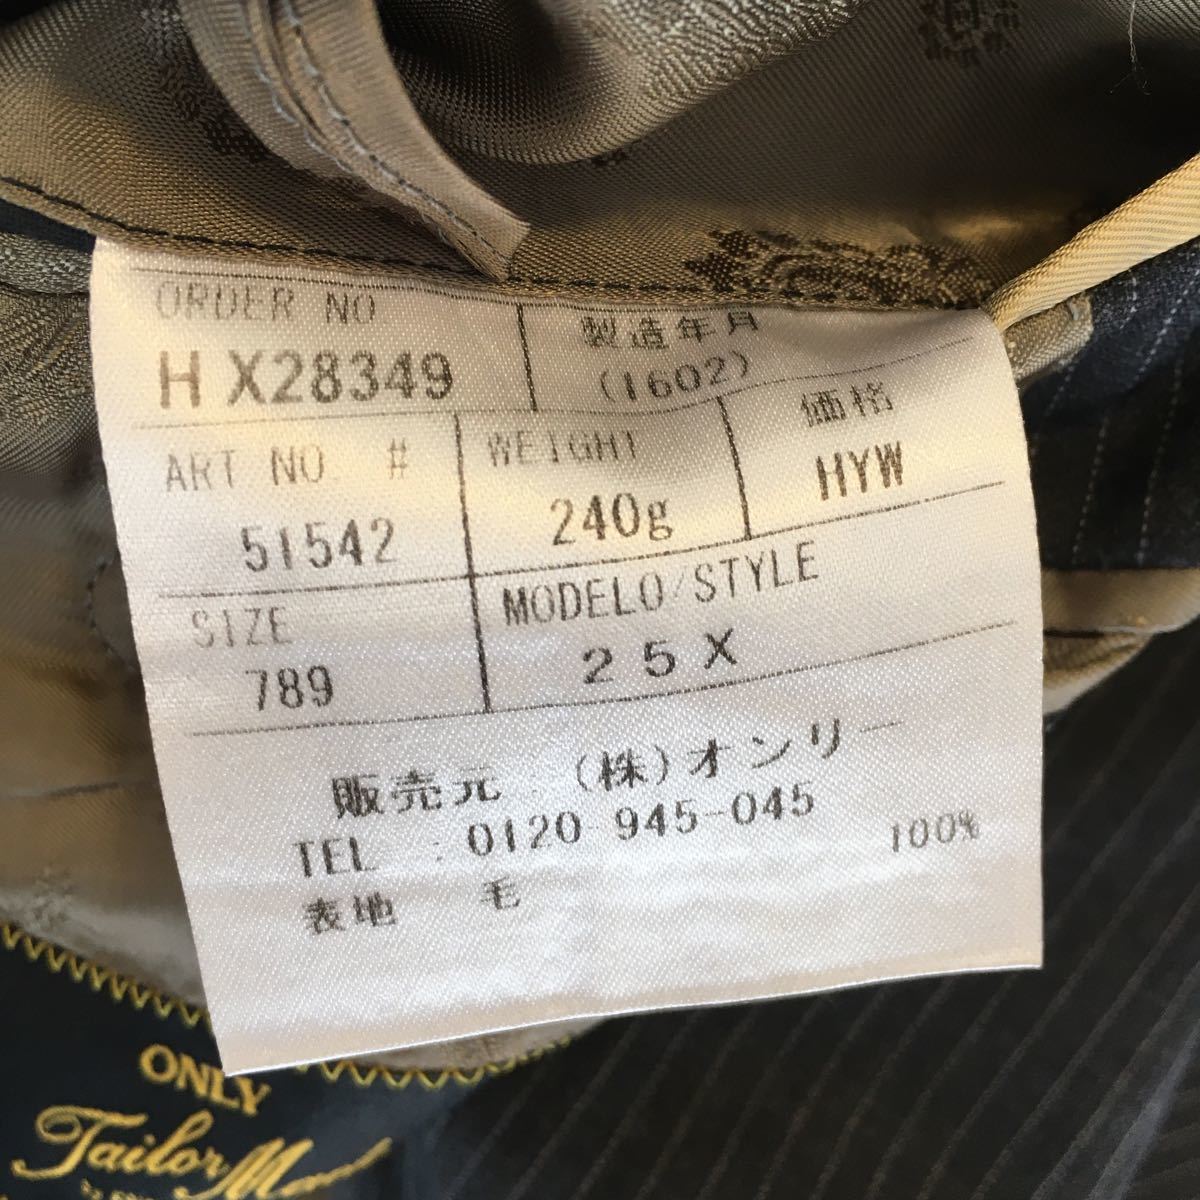 ORDER NO 製造年月
HX28349 (1602)
ART NO. # WEIGHT 価格
51542 240g HYW
SIZE MODELO/STYLE
789 25X
販売元 (株)オンリー
TEL : 0120-945-045
表地 毛 100%
ONLY
Tailor